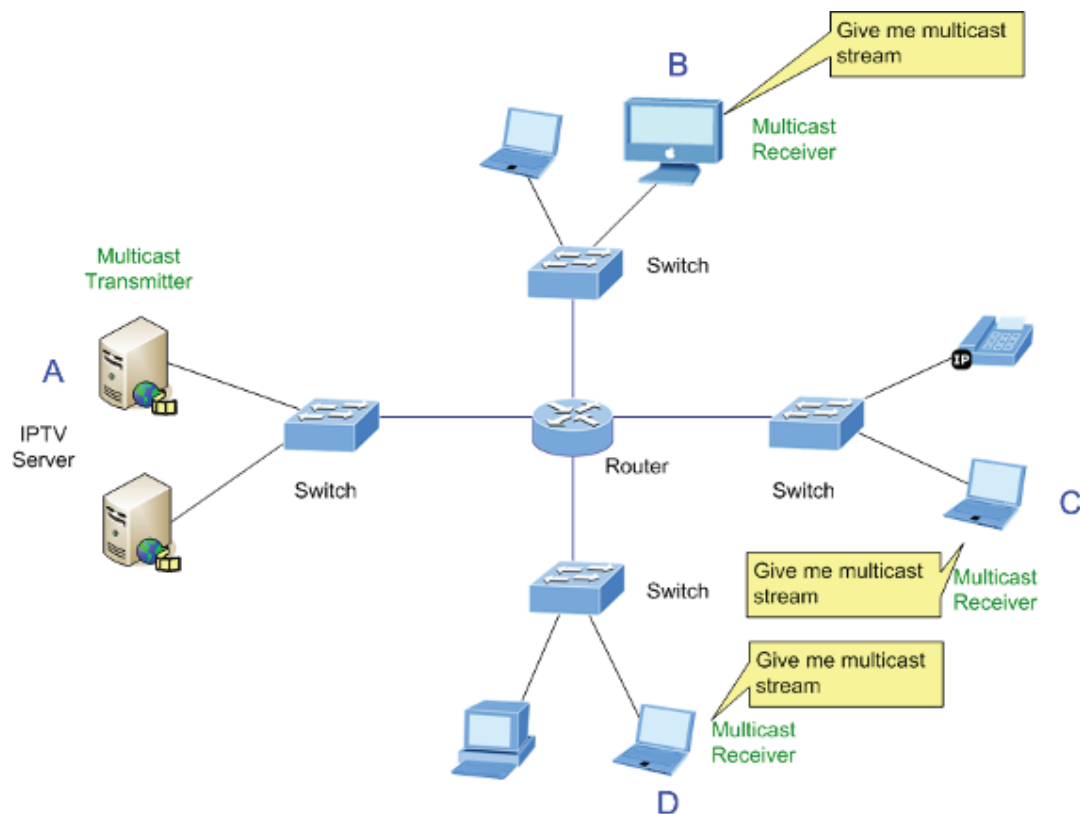 Give me multicast
stream
B
Multicast
Receiver
Multicast
Transmitter
Switch
A
IP
IPTV
Server
Router
Switch
Switch
C
Switch
Give me multicast
stream
Multicast
Receiver
Give me multicast
stream
Multicast
Receiver
D